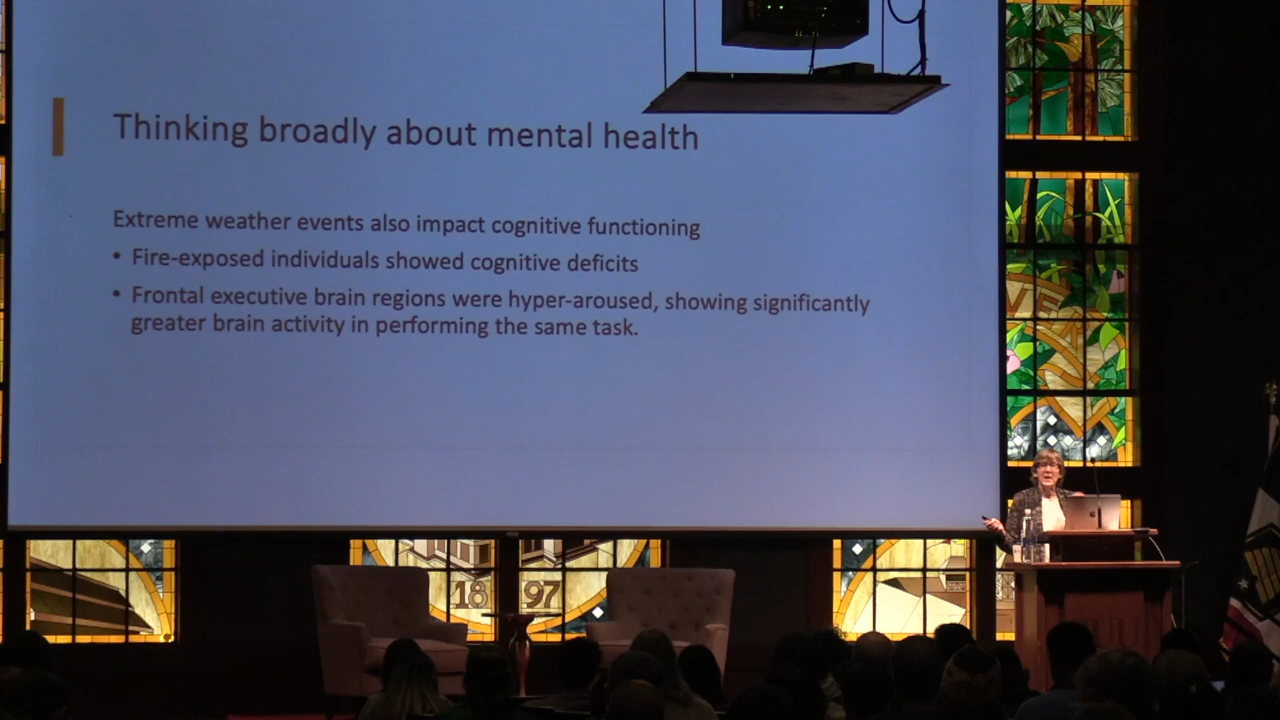 Thinking broadly about mental health
Extreme weather events also impact cognitive functioning
• Fire-exposed individuals showed cognitive deficits
• Frontal executive brain regions were hyper-aroused, showing significantly
greater brain activity in performing the same task.
18 97